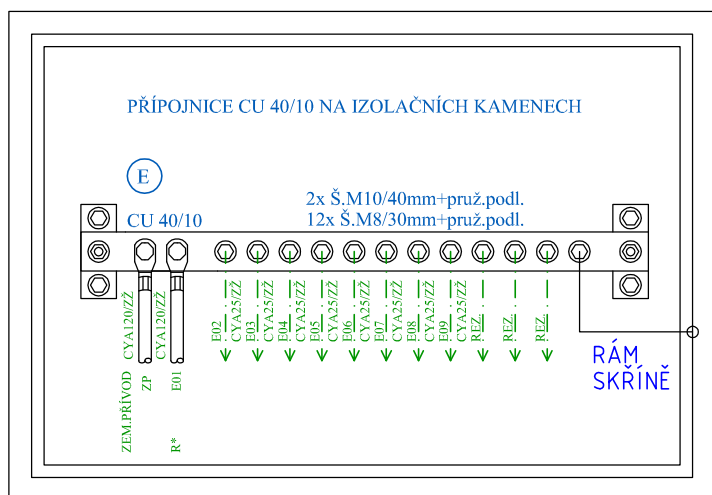 PŘÍPOJNICE CU 40/10 NA IZOLAČNÍCH KAMENECH
E
CU 40/10
2x Š.M10/40mm+pruž.podl.
12x Š.M8/30mm+pruž.podl.
ZEM.PŘÍVOD CYA120/ZŽ
ZP
R* CYA120/ZŽ
E01
E02
CYA25/ZŽ
E03
CYA25/ZŽ
E04
CYA25/ZŽ
E05
CYA25/ZŽ
E06
CYA25/ZŽ
E07
CYA25/ZŽ
E08
CYA25/ZŽ
E09
CYA25/ZŽ
REZ.
REZ.
REZ.
RÁM
SKŘÍNĚ